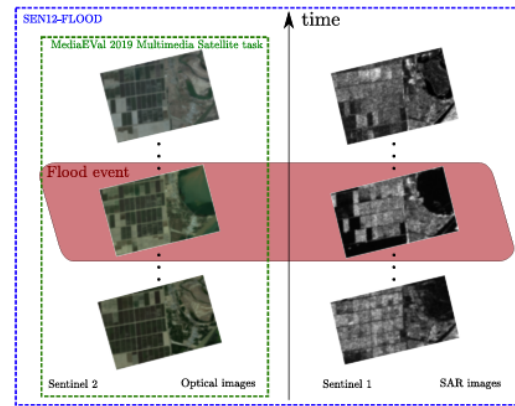 SEN12-FLOOD
time
MediaEVal 2019 Multimedia Satellite task
Flood event
Sentinel 2
Optical images
Sentinel 1
SAR images